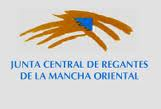 JUNTA CENTRAL DE REGANTES
DE LA MANCHA ORIENTAL